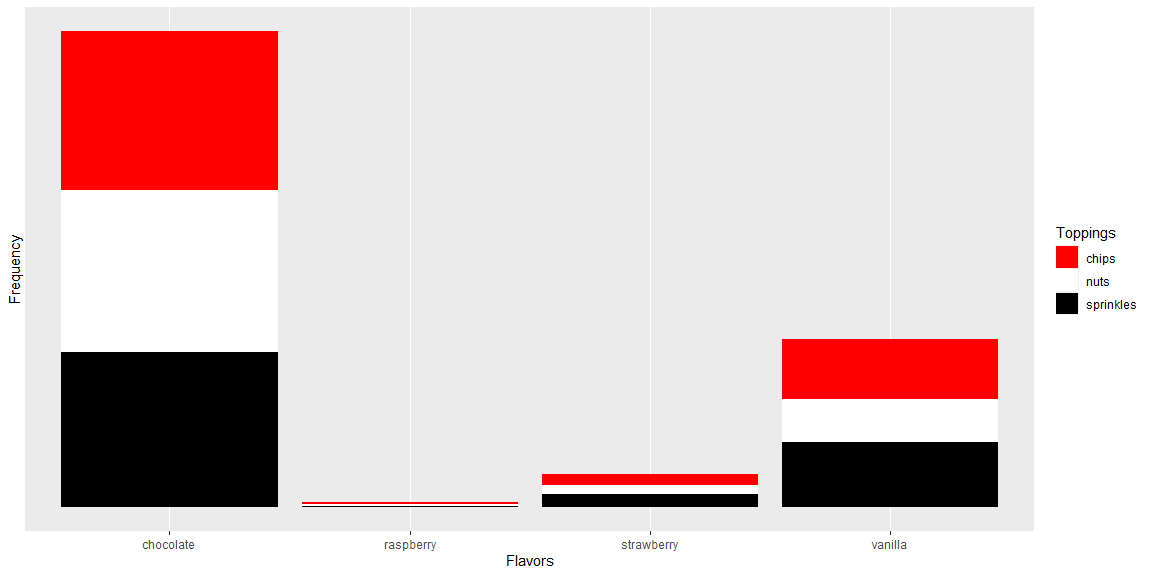 Frequency
chocolate
raspberry
strawberry
vanilla
Flavors
Toppings
chips
nuts
sprinkles